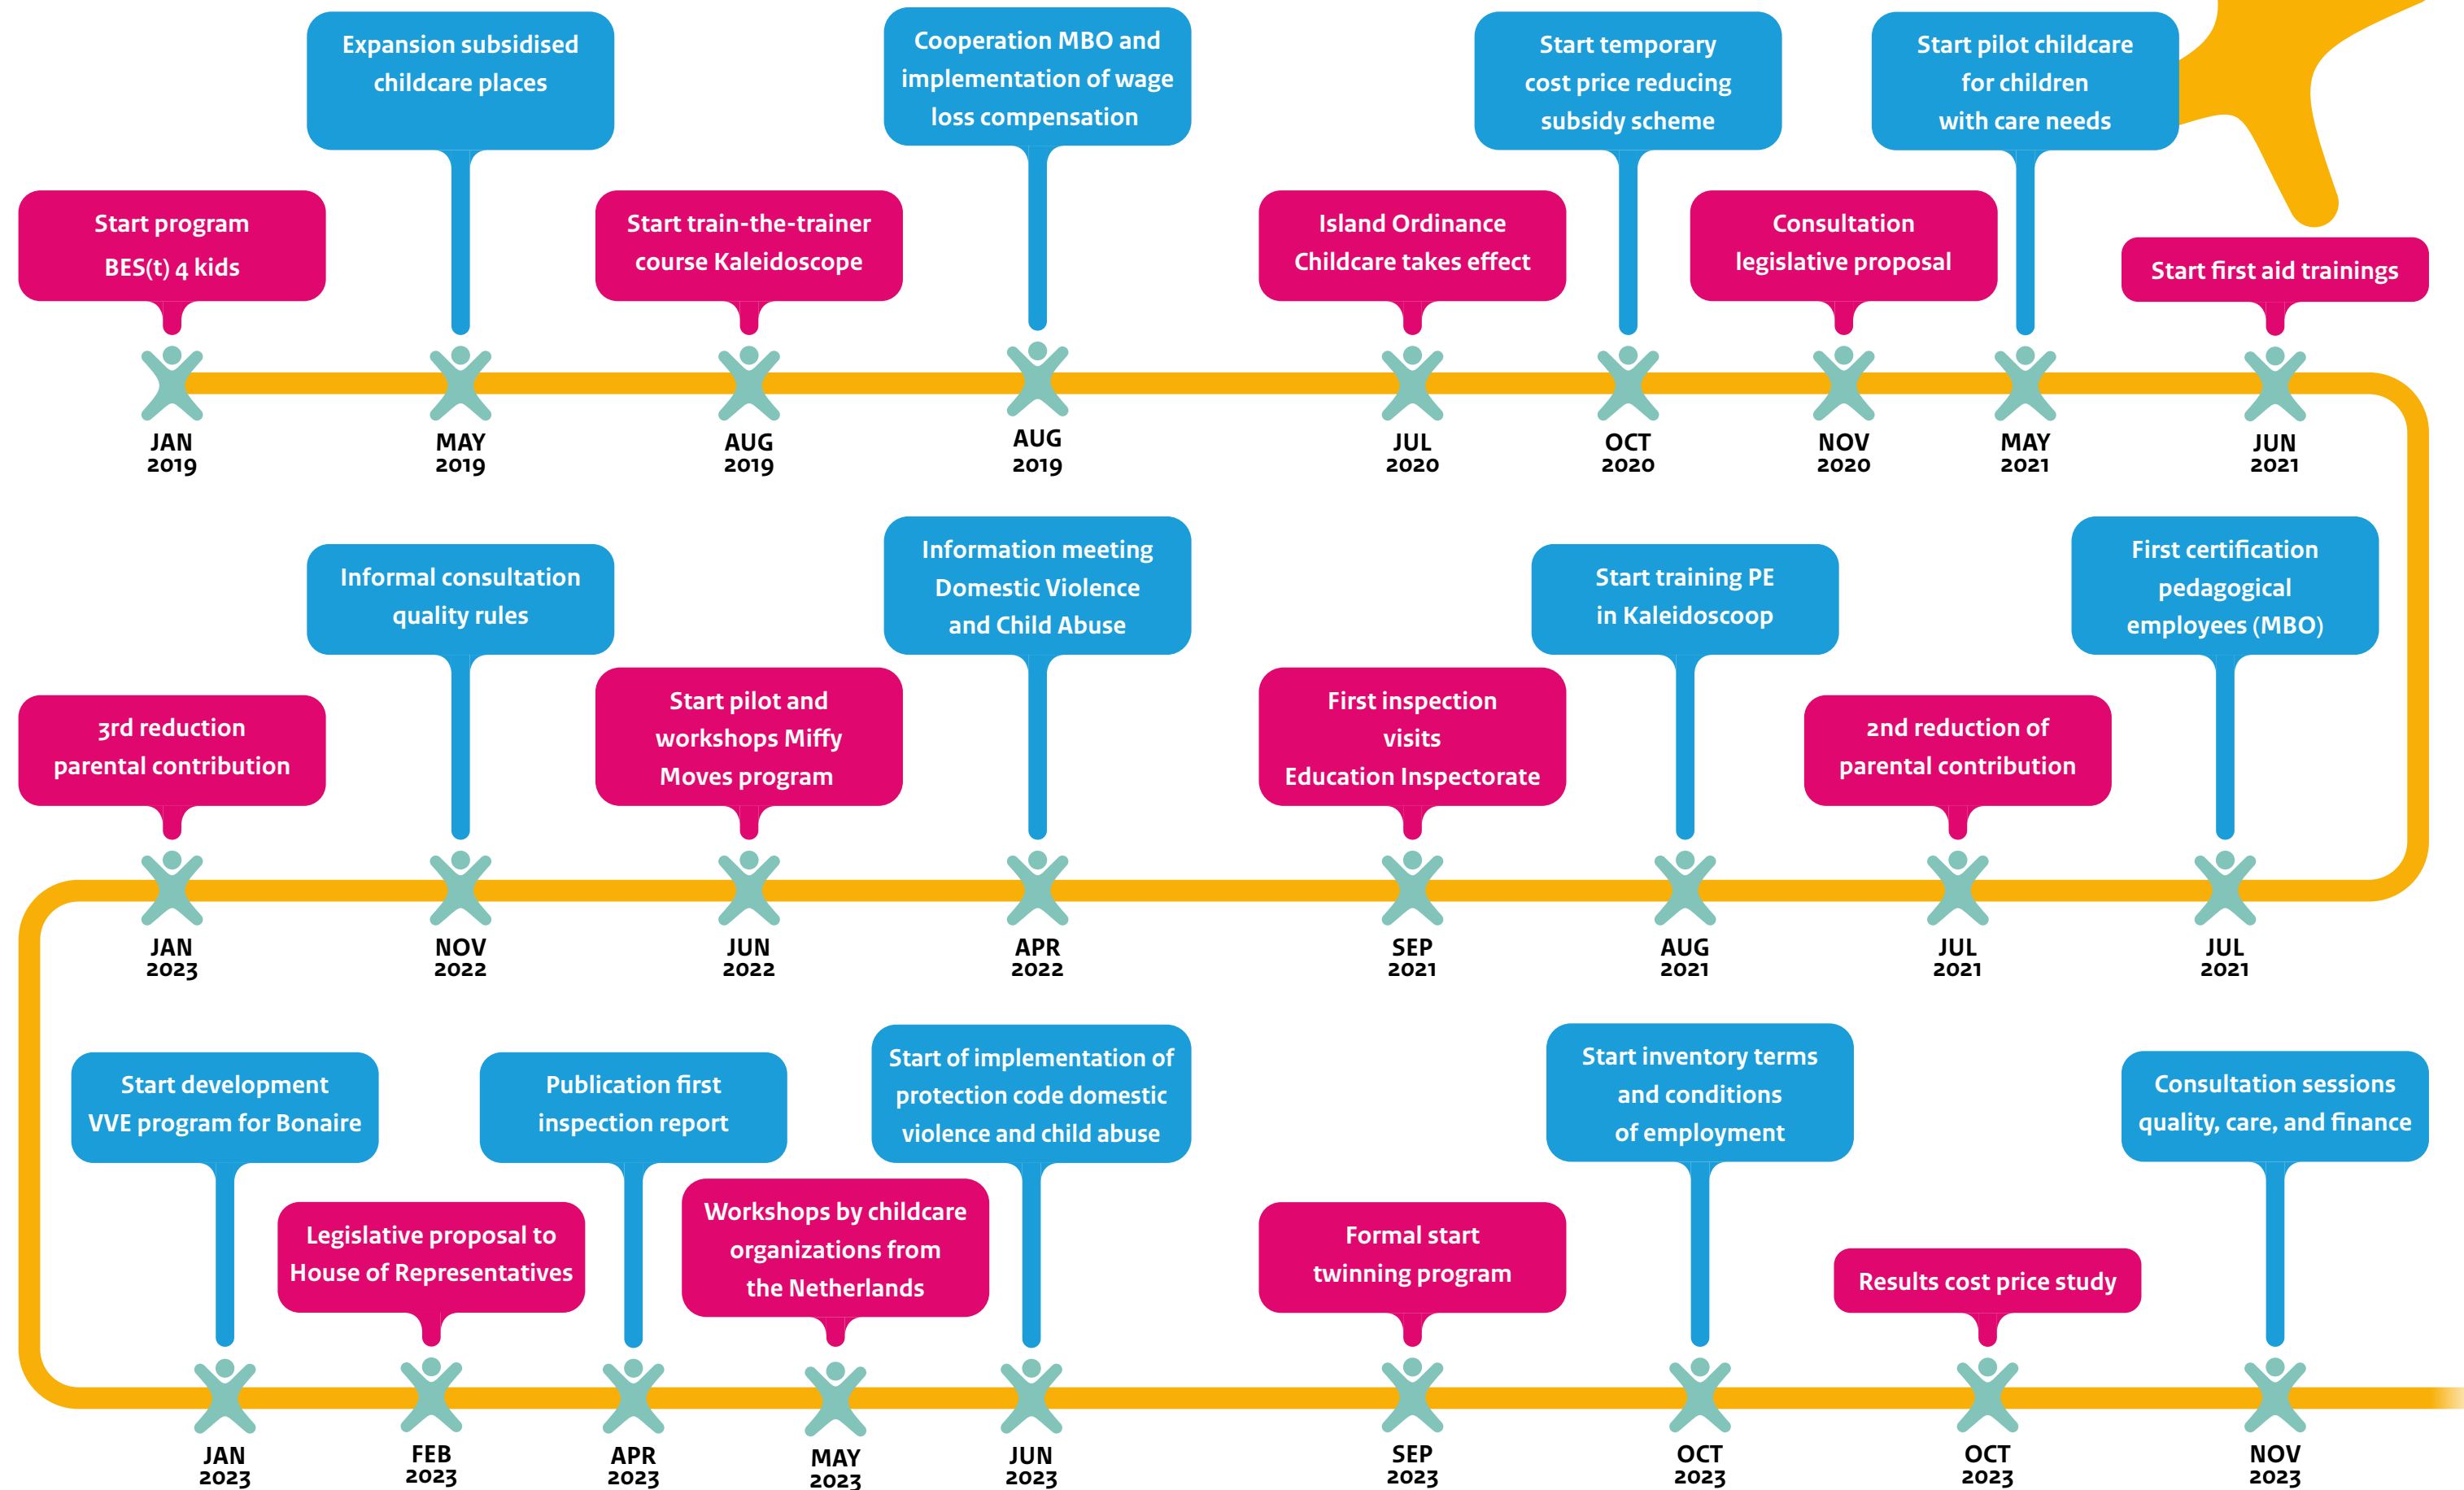 Start program
BES(t) 4 kids
JAN
2019
Expansion subsidised
childcare places
MAY
2019
Start train-the-trainer
course Kaleidoscope
AUG
2019
Cooperation MBO and
implementation of wage
loss compensation
AUG
2019
Island Ordinance
Childcare takes effect
JUL
2020
Start temporary
cost price reducing
subsidy scheme
OCT
2020
Consultation
legislative proposal
NOV
2020
Start pilot childcare
for children
with care needs
MAY
2021
Start first aid trainings
JUN
2021
First certification
pedagogical
employees (MBO)
JUL
2021
2nd reduction of
parental contribution
JUL
2021
Start training PE
in Kaleidoscoop
AUG
2021
First inspection
visits
Education Inspectorate
SEP
2021
Information meeting
Domestic Violence
and Child Abuse
APR
2022
Start pilot and
workshops Miffy
Moves program
JUN
2022
Informal consultation
quality rules
NOV
2022
3rd reduction
parental contribution
JAN
2023
Start development
VVE program for Bonaire
JAN
2023
Legislative proposal to
House of Representatives
FEB
2023
Publication first
inspection report
APR
2023
Workshops by childcare
organizations from
the Netherlands
MAY
2023
Start of implementation of
protection code domestic
violence and child abuse
JUN
2023
Formal start
twinning program
SEP
2023
Start inventory terms
and conditions
of employment
OCT
2023
Results cost price study
OCT
2023
Consultation sessions
quality, care, and finance
NOV
2023